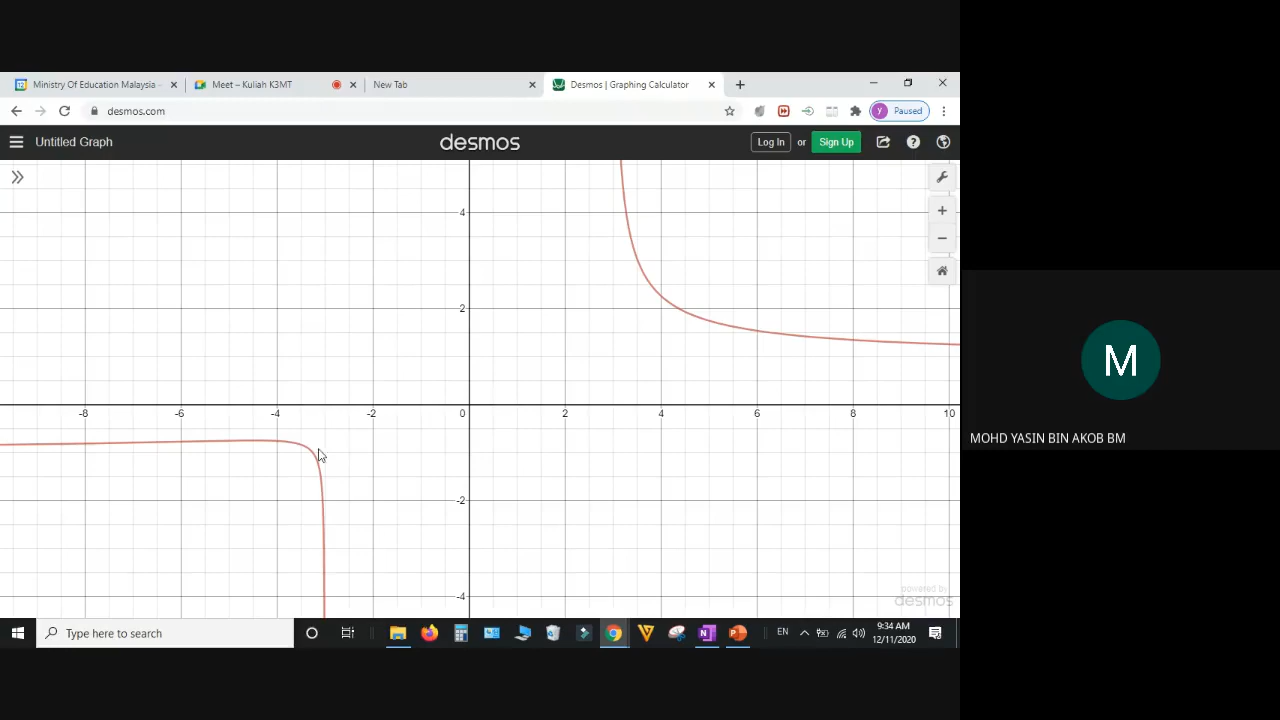 Ministry Of Education Malaysia -
Meet – Kuliah K3MT
New Tab
Desmos | Graphing Calculator
desmos.com
y Paused
Untitled Graph
desmos
Log In or Sign Up
4
2
-8 -6 -4 -2 0 2 4 6 8 10
-2
-4
powered by
desmos
M
MOHD YASIN BIN AKOB BM
Type here to search
EN
9:34 AM
12/11/2020